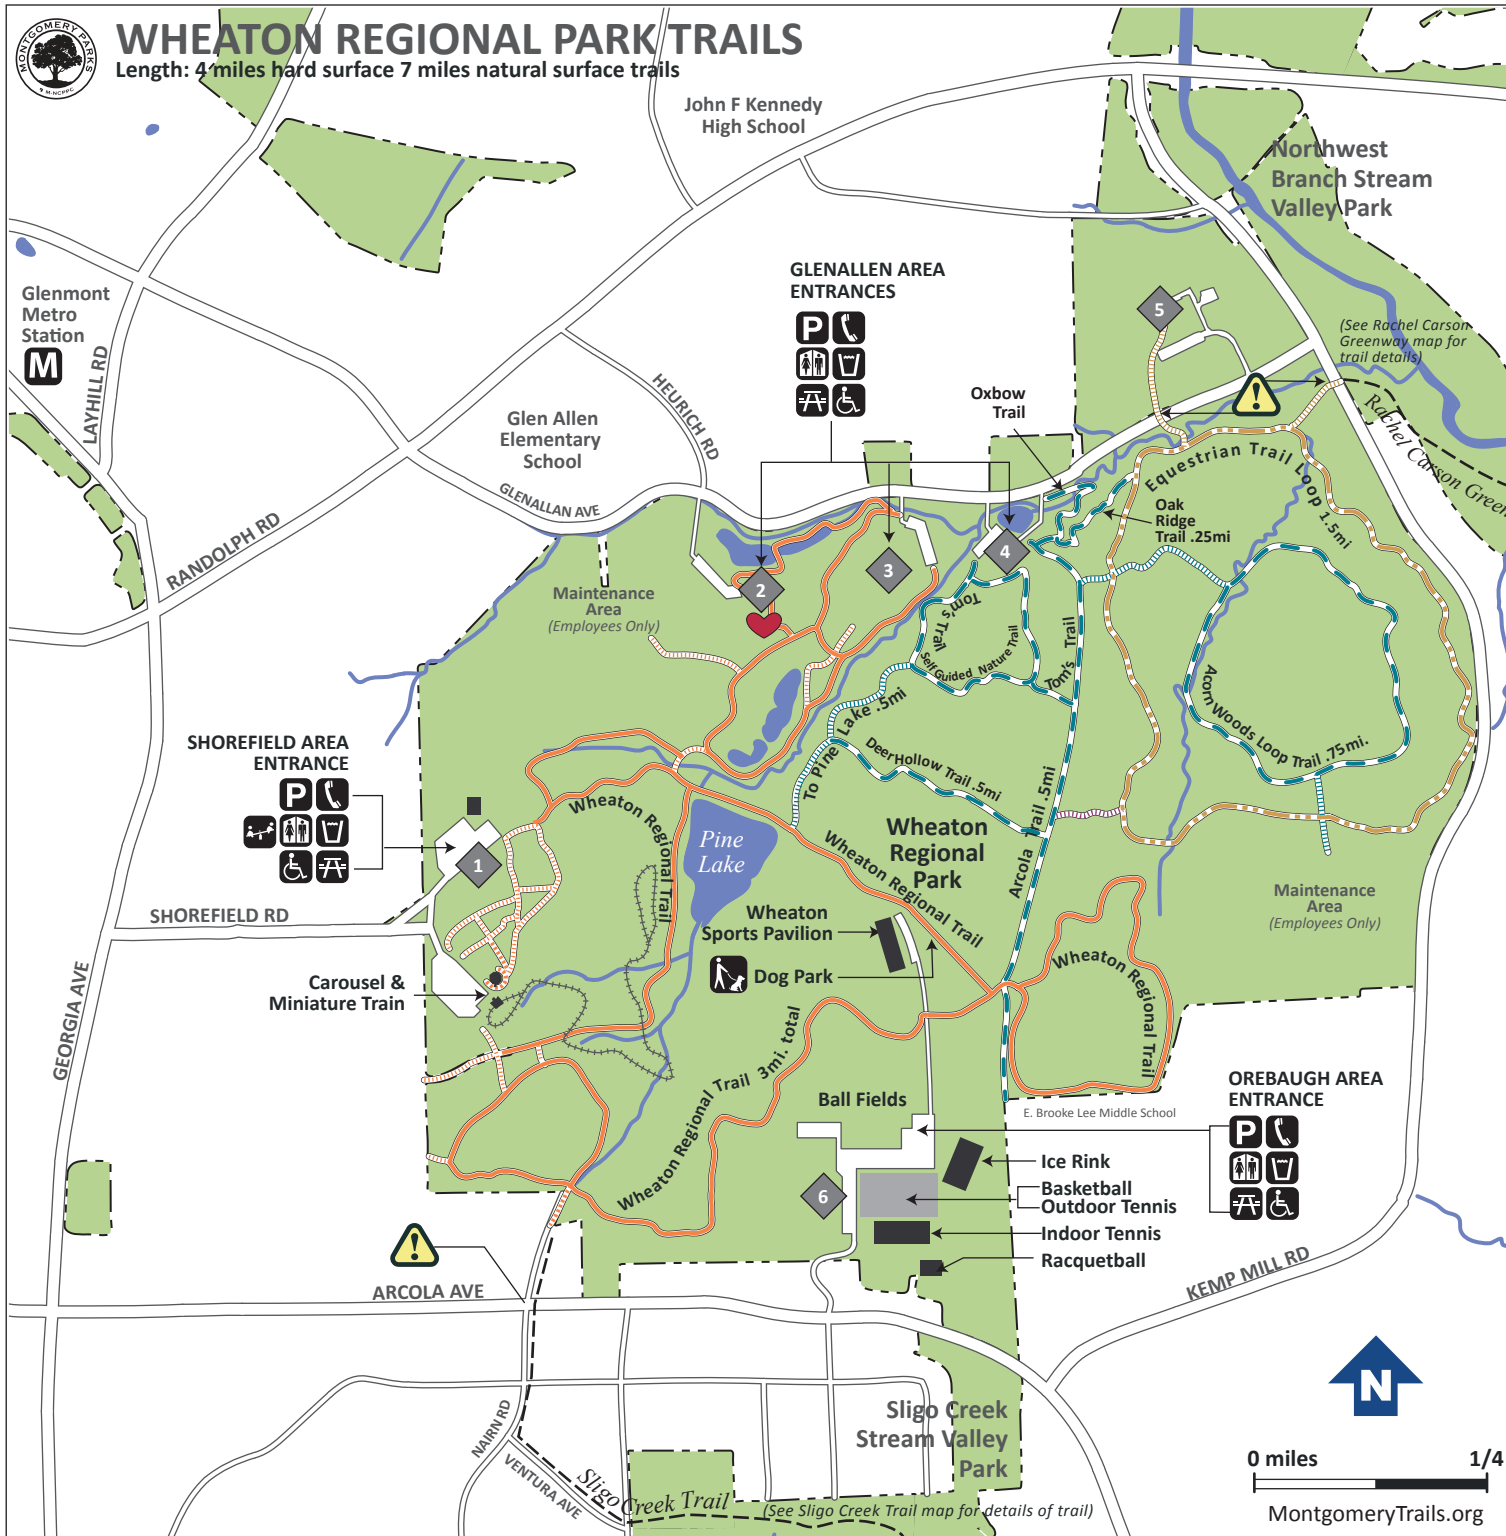 MONTGOMERY PARKS
M-NCPPC
WHEATON REGIONAL PARK TRAILS
Length: 4 miles hard surface 7 miles natural surface trails
John F Kennedy
High School
Northwest
Branch Stream
Valley Park
Glenmont
Metro
Station
M
LAYHILL RD
GLENALLEN AREA
ENTRANCES
P
5
(See Rachel Carson
Greenway map for
trail details)
!
HEURICH RD
Oxbow
Trail
Rachel Carson Green
Glen Allen
Elementary
School
GLENALLAN AVE
RANDOLPH RD
Equestrian Trail Loop 1.5mi
Oak
Ridge
Trail .25mi
4
3
2
Maintenance
Area
(Employees Only)
Tom's Trail
Self Guided Nature Trail
Tom's Trail
Acorn Woods Loop Trail .75mi.
To Pine Lake .5mi
Deer Hollow Trail .5mi
SHOREFIELD AREA
ENTRANCE
P
1
Wheaton Regional Trail
Pine
Lake
Wheaton
Regional
Park
Wheaton Regional Trail
Arcola Trail .5mi
Maintenance
Area
(Employees Only)
SHOREFIELD RD
Wheaton
Sports Pavilion
Dog Park
Carousel &
Miniature Train
GEORGIA AVE
Wheaton Regional Trail
Wheaton Regional Trail 3mi. total
Ball Fields
E. Brooke Lee Middle School
OREBAUGH AREA
ENTRANCE
P
Ice Rink
Basketball
Outdoor Tennis
6
Indoor Tennis
Racquetball
!
ARCOLA AVE
KEMP MILL RD
N
NAIRN RD
VENTURA AVE
Sligo Creek
Stream Valley
Park
Sligo Creek Trail
(See Sligo Creek Trail map for details of trail)
0 miles 1/4
MontgomeryTrails.org